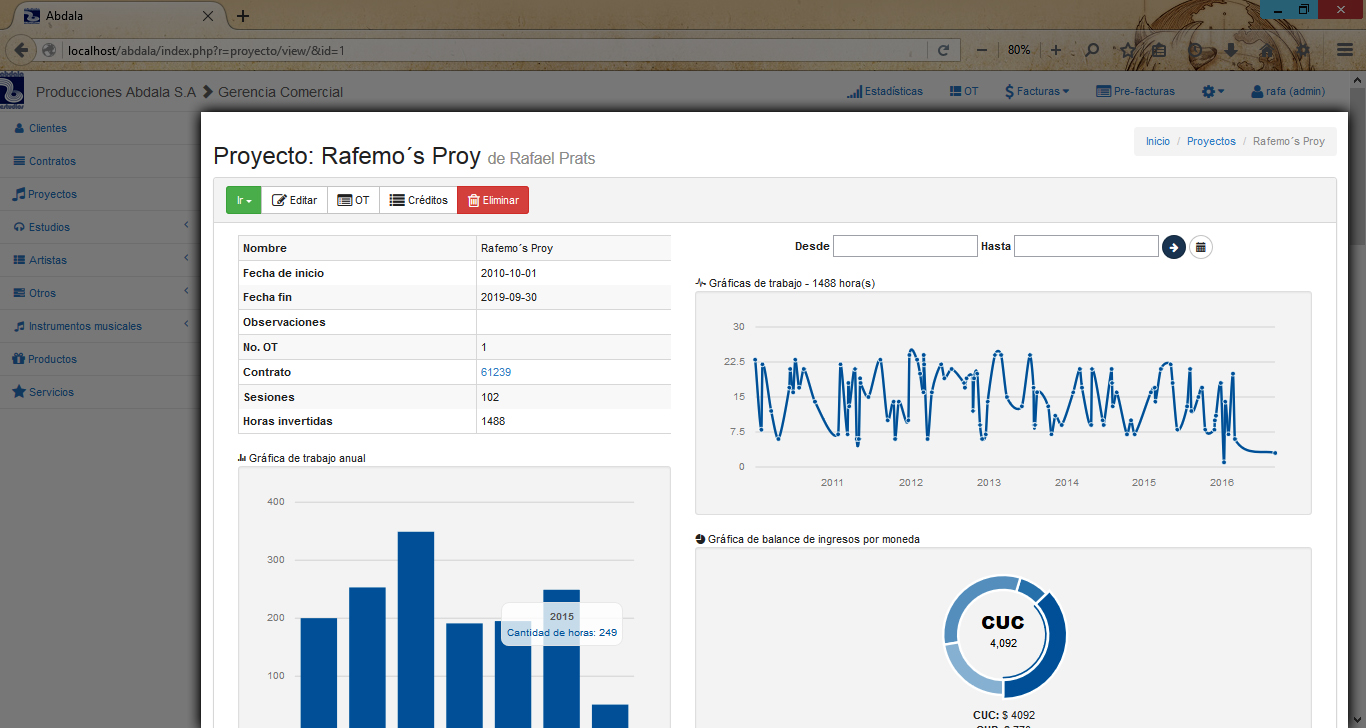 Abdala
localhost/abdala/index.php?r=proyecto/view/&id=1
80%
Producciones Abdala S.A
Gerencia Comercial
Estadísticas
OT
Facturas
Pre-facturas
rafa (admin)
Clientes
Contratos
Proyectos
Estudios
Artistas
Otros
Instrumentos musicales
Productos
Servicios
Proyecto: Rafemo´s Proy de Rafael Prats
Inicio / Proyectos / Rafemo´s Proy
Ir
Editar
OT
Créditos
Eliminar
Nombre Rafemo´s Proy
Fecha de inicio 2010-10-01
Fecha fin 2019-09-30
Observaciones
No. OT 1
Contrato 61239
Sesiones 102
Horas invertidas 1488
Gráfica de trabajo anual
400
300
200
100
2015
Cantidad de horas: 249
Desde
Hasta
Gráficas de trabajo - 1488 hora(s)
30
22.5
15
7.5
0
2011 2012 2013 2014 2015 2016
Gráfica de balance de ingresos por moneda
CUC
4,092
CUC: $ 4092